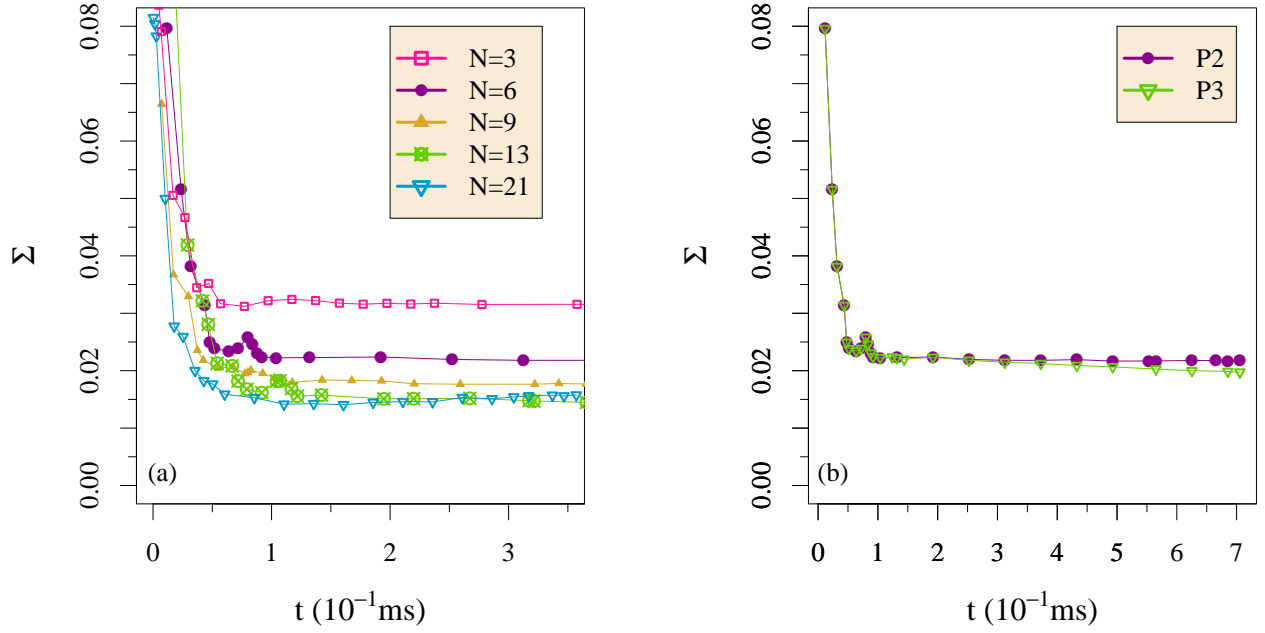 Σ
0.08
0.06
0.04
0.02
0.00
N=3
N=6
N=9
N=13
N=21
(a)
0 1 2 3
t (10⁻¹ms)
Σ
0.08
0.06
0.04
0.02
0.00
P2
P3
(b)
0 1 2 3 4 5 6 7
t (10⁻¹ms)